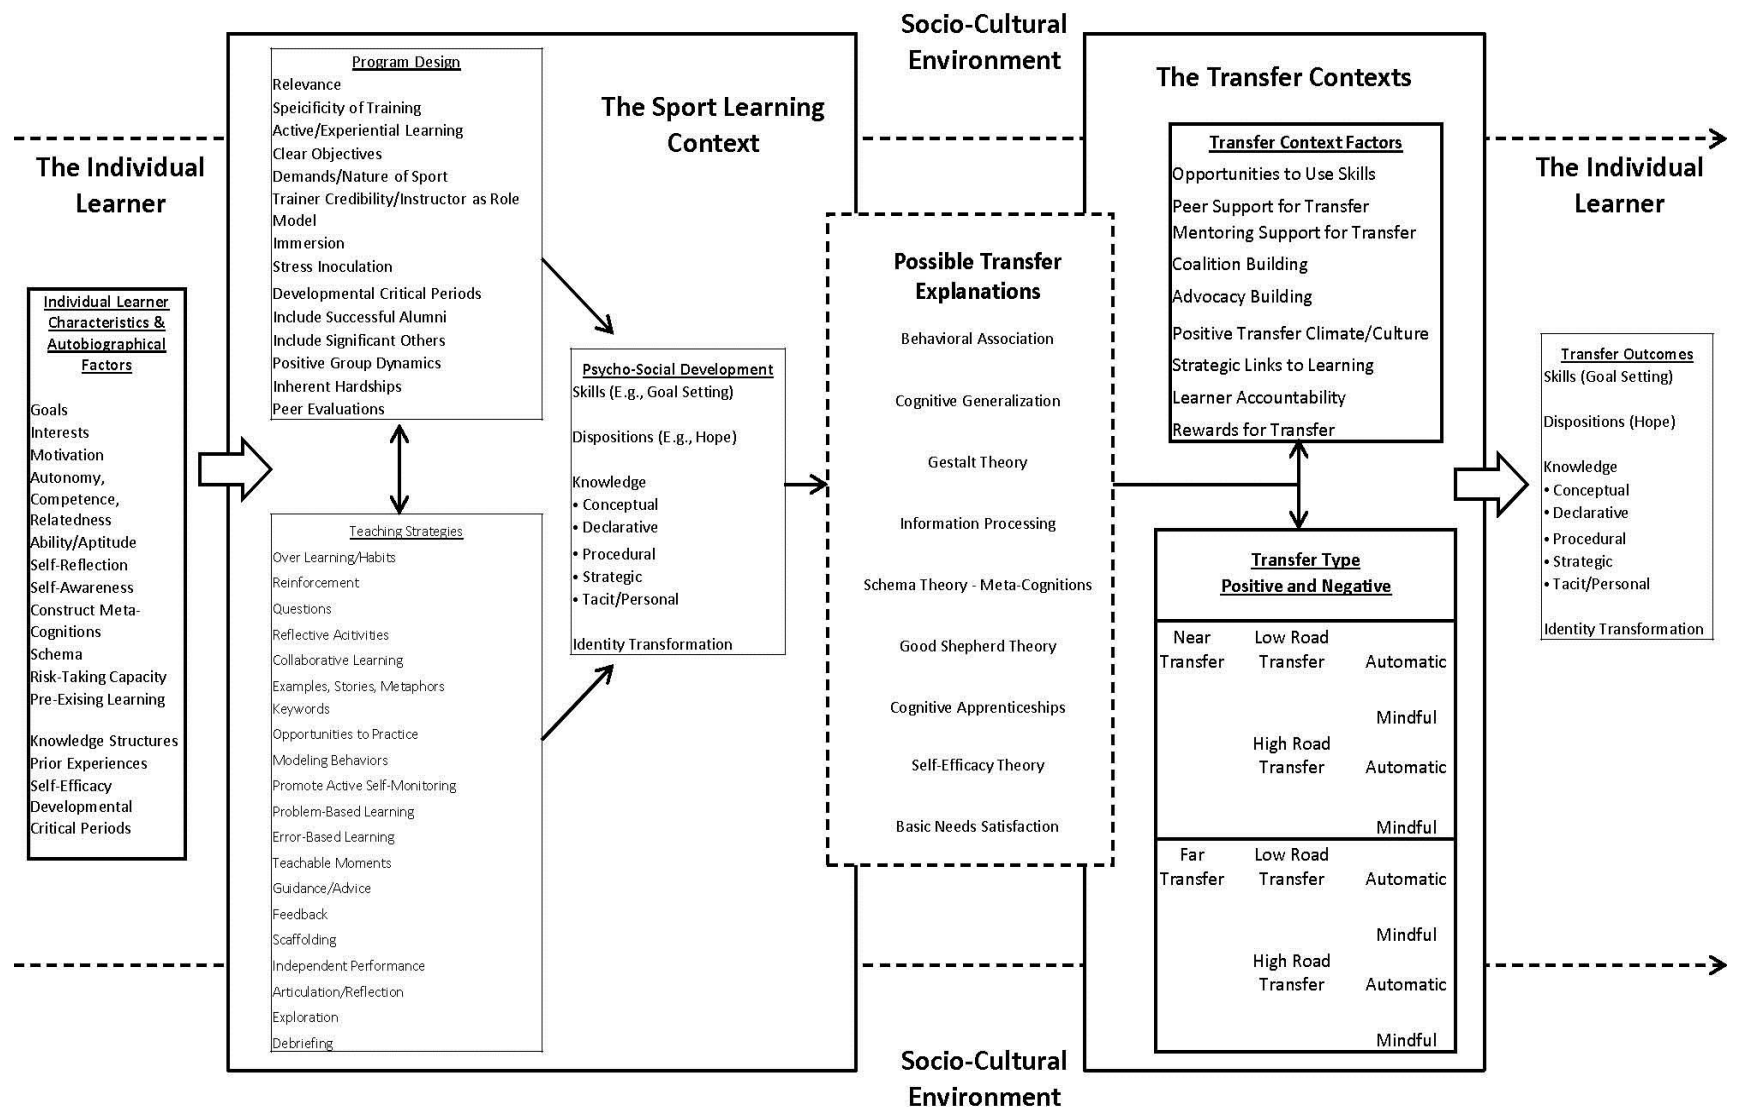 Socio-Cultural
Environment
The Individual
Learner
Individual Learner
Characteristics &
Autobiographical
Factors
Goals
Interests
Motivation
Autonomy,
Competence,
Relatedness
Ability/Aptitude
Self-Reflection
Self-Awareness
Construct Meta-
Cognitions
Schema
Risk-Taking Capacity
Pre-Exising Learning
Knowledge Structures
Prior Experiences
Self-Efficacy
Developmental
Critical Periods
The Sport Learning
Context
Program Design
Relevance
Speicificity of Training
Active/Experiential Learning
Clear Objectives
Demands/Nature of Sport
Trainer Credibility/Instructor as Role
Model
Immersion
Stress Inoculation
Developmental Critical Periods
Include Successful Alumni
Include Significant Others
Positive Group Dynamics
Inherent Hardships
Peer Evaluations
Teaching Strategies
Over Learning/Habits
Reinforcement
Questions
Reflective Acitivities
Collaborative Learning
Examples, Stories, Metaphors
Keywords
Opportunities to Practice
Modeling Behaviors
Promote Active Self-Monitoring
Problem-Based Learning
Error-Based Learning
Teachable Moments
Guidance/Advice
Feedback
Scaffolding
Independent Performance
Articulation/Reflection
Exploration
Debriefing
Psycho-Social Development
Skills (E.g., Goal Setting)
Dispositions (E.g., Hope)
Knowledge
• Conceptual
• Declarative
• Procedural
• Strategic
• Tacit/Personal
Identity Transformation
Possible Transfer
Explanations
Behavioral Association
Cognitive Generalization
Gestalt Theory
Information Processing
Schema Theory - Meta-Cognitions
Good Shepherd Theory
Cognitive Apprenticeships
Self-Efficacy Theory
Basic Needs Satisfaction
The Transfer Contexts
Transfer Context Factors
Opportunities to Use Skills
Peer Support for Transfer
Mentoring Support for Transfer
Coalition Building
Advocacy Building
Positive Transfer Climate/Culture
Strategic Links to Learning
Learner Accountability
Rewards for Transfer
Transfer Type
Positive and Negative
Near Low Road
Transfer Transfer Automatic
Mindful
High Road
Transfer Automatic
Mindful
Far Low Road
Transfer Transfer Automatic
Mindful
High Road
Transfer Automatic
Mindful
The Individual
Learner
Transfer Outcomes
Skills (Goal Setting)
Dispositions (Hope)
Knowledge
• Conceptual
• Declarative
• Procedural
• Strategic
• Tacit/Personal
Identity Transformation
Socio-Cultural
Environment